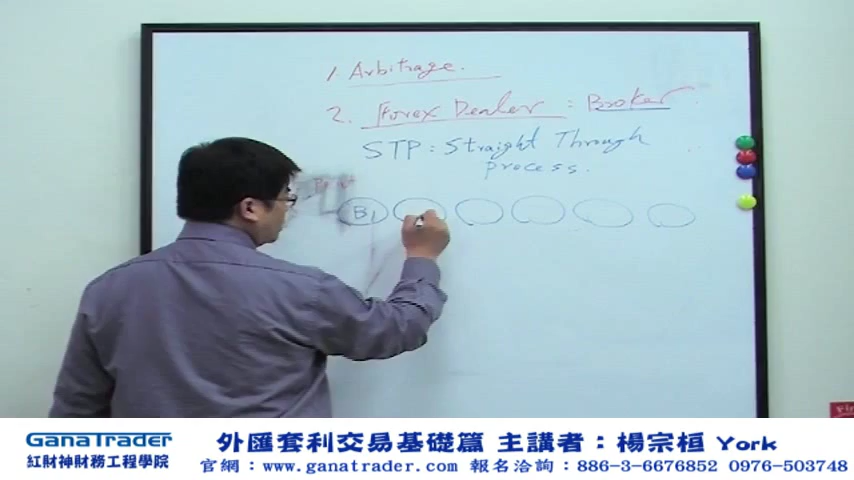 1. Arbitrage.
2. Forex Dealer : Broker
STP : Straight Through
process.
B1
GanaTrader 外匯套利交易基礎篇 主講者：楊宗桓 York
紅財神財務工程學院 官網：www.ganatrader.com 報名洽詢：886-3-6676852 0976-503748